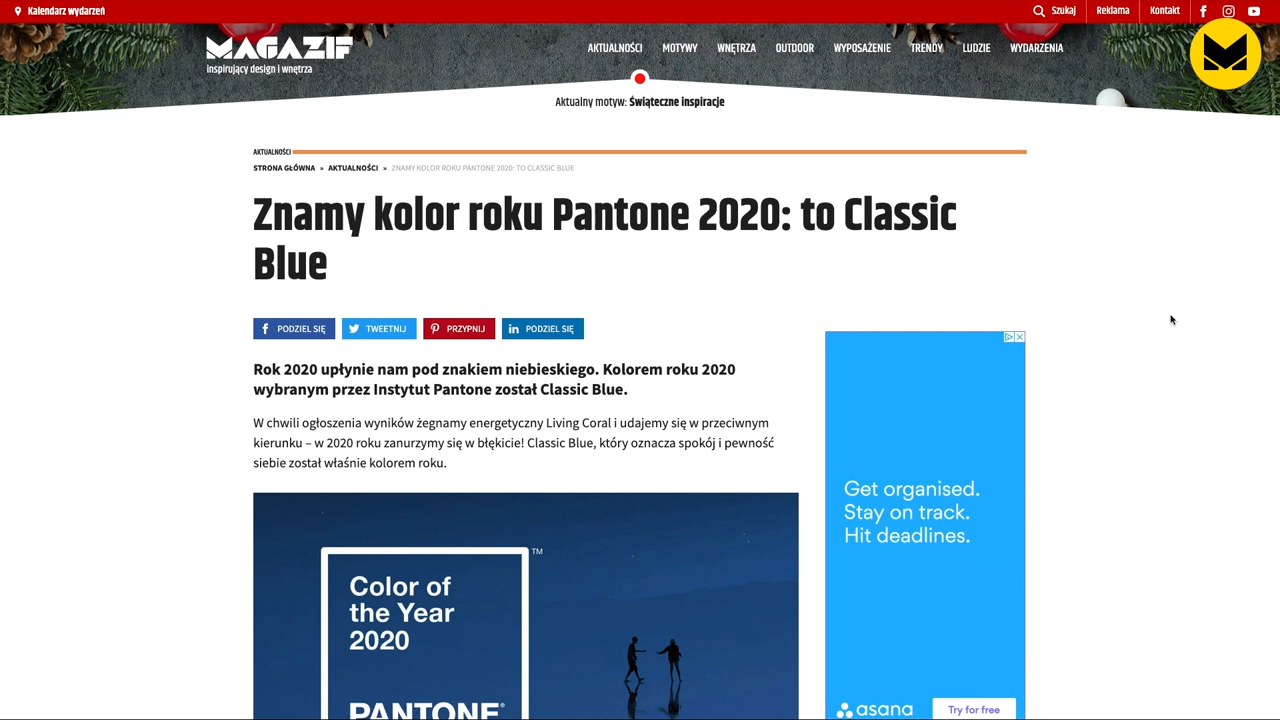 Kalendarz wydarzeń
Szukaj Reklama Kontakt
MAGAZIF
inspirujący design i wnętrza
AKTUALNOŚCI MOTYWY WNĘTRZA OUTDOOR WYPOSAŻENIE TRENDY LUDZIE WYDARZENIA
Aktualny motyw: Świąteczne inspiracje
AKTUALNOŚCI
STRONA GŁÓWNA » AKTUALNOŚCI » ZNAMY KOLOR ROKU PANTONE 2020: TO CLASSIC BLUE
Znamy kolor roku Pantone 2020: to Classic
Blue
PODZIEL SIĘ TWEETNIJ PRZYPNIJ PODZIEL SIĘ
Rok 2020 upłynie nam pod znakiem niebieskiego. Kolorem roku 2020
wybranym przez Instytut Pantone został Classic Blue.
W chwili ogłoszenia wyników żegnamy energetyczny Living Coral i udajemy się w przeciwnym
kierunku – w 2020 roku zanurzymy się w błękicie! Classic Blue, który oznacza spokój i pewność
siebie został właśnie kolorem roku.
TM
Color of
the Year
2020
PANTONE®
Get organised.
Stay on track.
Hit deadlines.
asana
Try for free